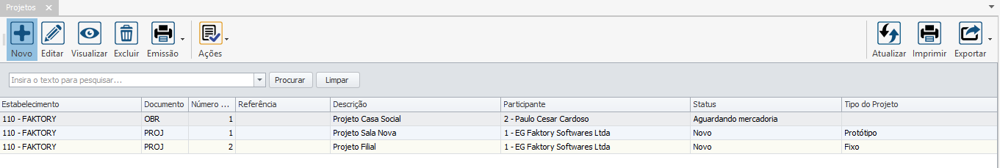 Projetos
Novo Editar Visualizar Excluir Emissão Ações Atualizar Imprimir Exportar
Insira o texto para pesquisar... Procurar Limpar
Estabelecimento Documento Número ... Referência Descrição Participante Status Tipo do Projeto
110 - FAKTORY OBR 1 Projeto Casa Social 2 - Paulo Cesar Cardoso Aguardando mercadoria
110 - FAKTORY PROJ 1 Projeto Sala Nova 1 - EG Faktory Softwares Ltda Novo Protótipo
110 - FAKTORY PROJ 2 Projeto Filial 1 - EG Faktory Softwares Ltda Novo Fixo